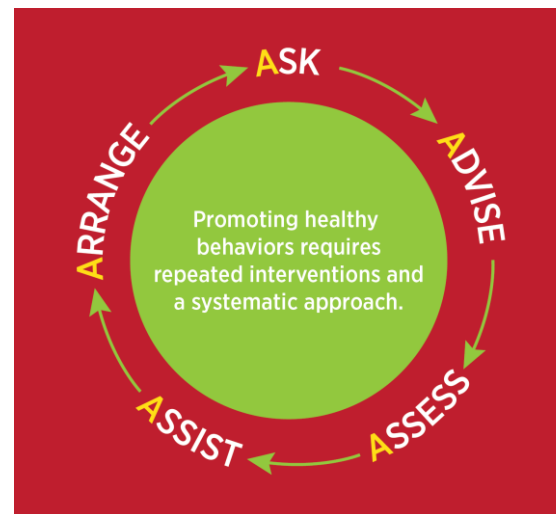 ASK
ADVISE
ASSESS
ASSIST
ARRANGE
Promoting healthy
behaviors requires
repeated interventions and
a systematic approach.